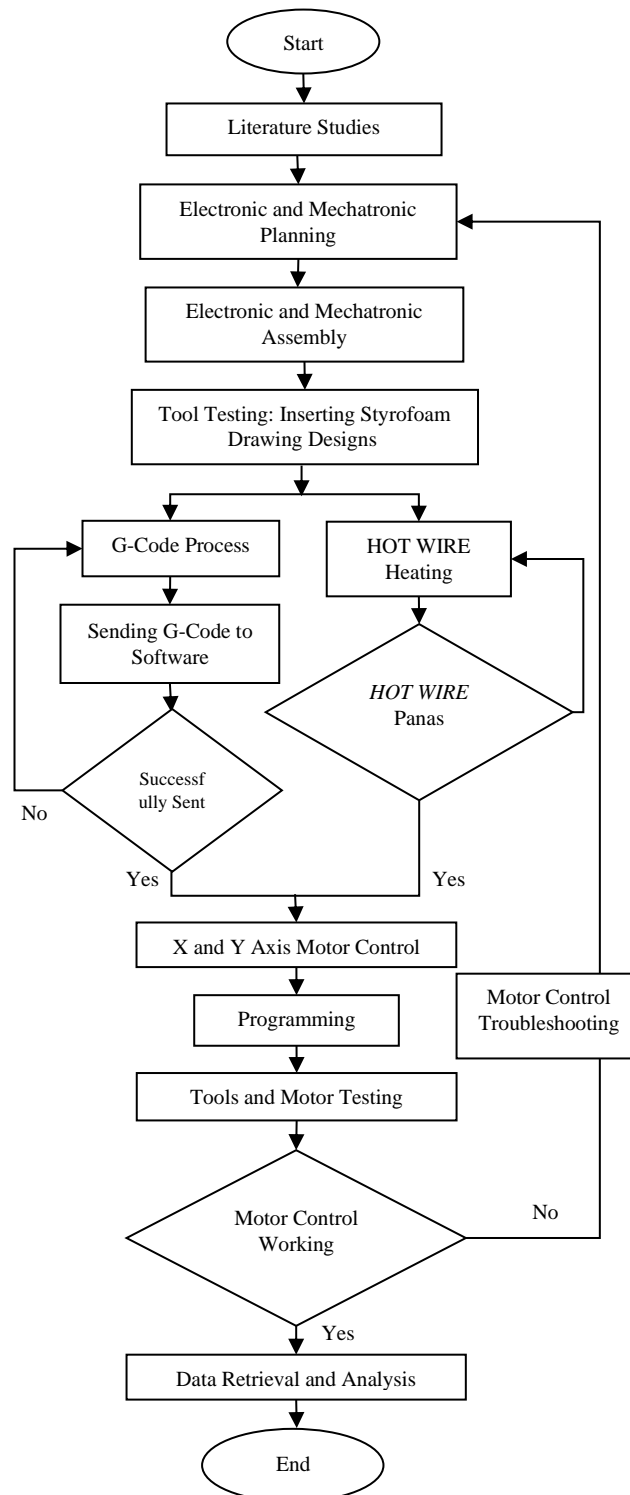 Start
Literature Studies
Electronic and Mechatronic
Planning
Electronic and Mechatronic
Assembly
Tool Testing: Inserting Styrofoam
Drawing Designs
G-Code Process
HOT WIRE
Heating
Sending G-Code to
Software
HOT WIRE
Panas
Successf
ully Sent
No
Yes
Yes
X and Y Axis Motor Control
Programming
Motor Control
Troubleshooting
Tools and Motor Testing
Motor Control
Working
No
Yes
Data Retrieval and Analysis
End